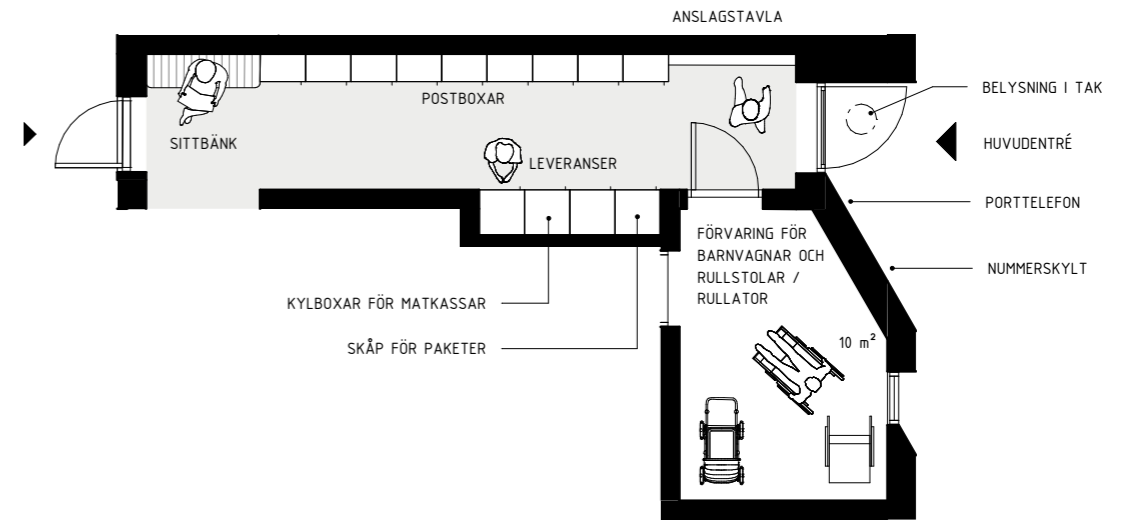 ANSLAGSTAVLA
BELYSNING I TAK
POSTBOXAR
SITTBÄNK
HUVUDENTRÉ
LEVERANSER
PORTTELEFON
FÖRVARING FÖR
BARNVAGNAR OCH
RULLSTOLAR /
RULLATOR
NUMMERSKYLT
KYLBOXAR FÖR MATKASSAR
SKÅP FÖR PAKETER
10 m²